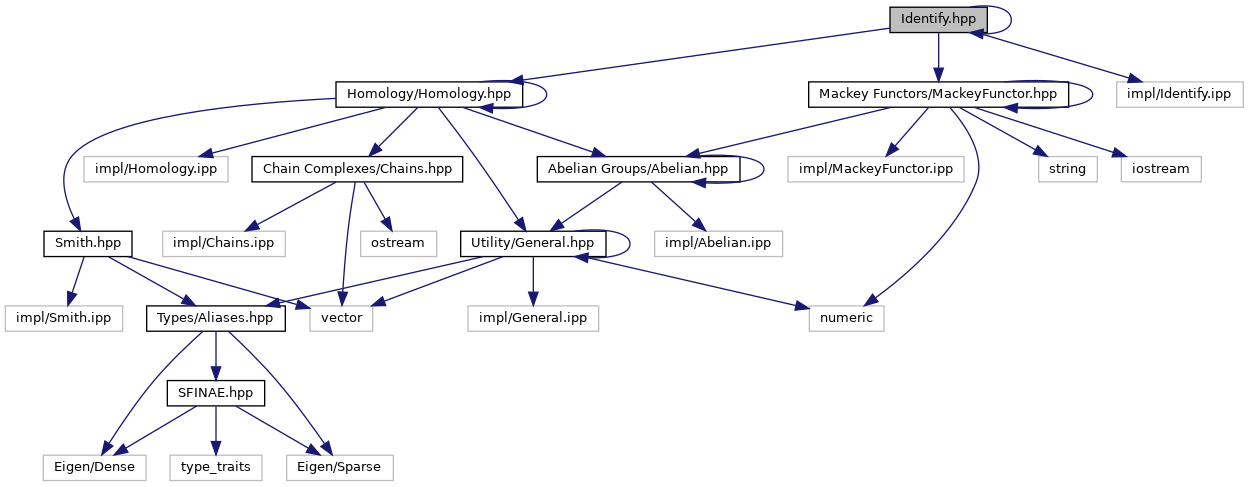 Identify.hpp
Homology/Homology.hpp
Mackey Functors/MackeyFunctor.hpp
impl/Identify.ipp
impl/Homology.ipp
Chain Complexes/Chains.hpp
Abelian Groups/Abelian.hpp
impl/MackeyFunctor.ipp
string
iostream
Smith.hpp
impl/Chains.ipp
ostream
Utility/General.hpp
impl/Abelian.ipp
impl/Smith.ipp
Types/Aliases.hpp
vector
impl/General.ipp
numeric
SFINAE.hpp
Eigen/Dense
type_traits
Eigen/Sparse